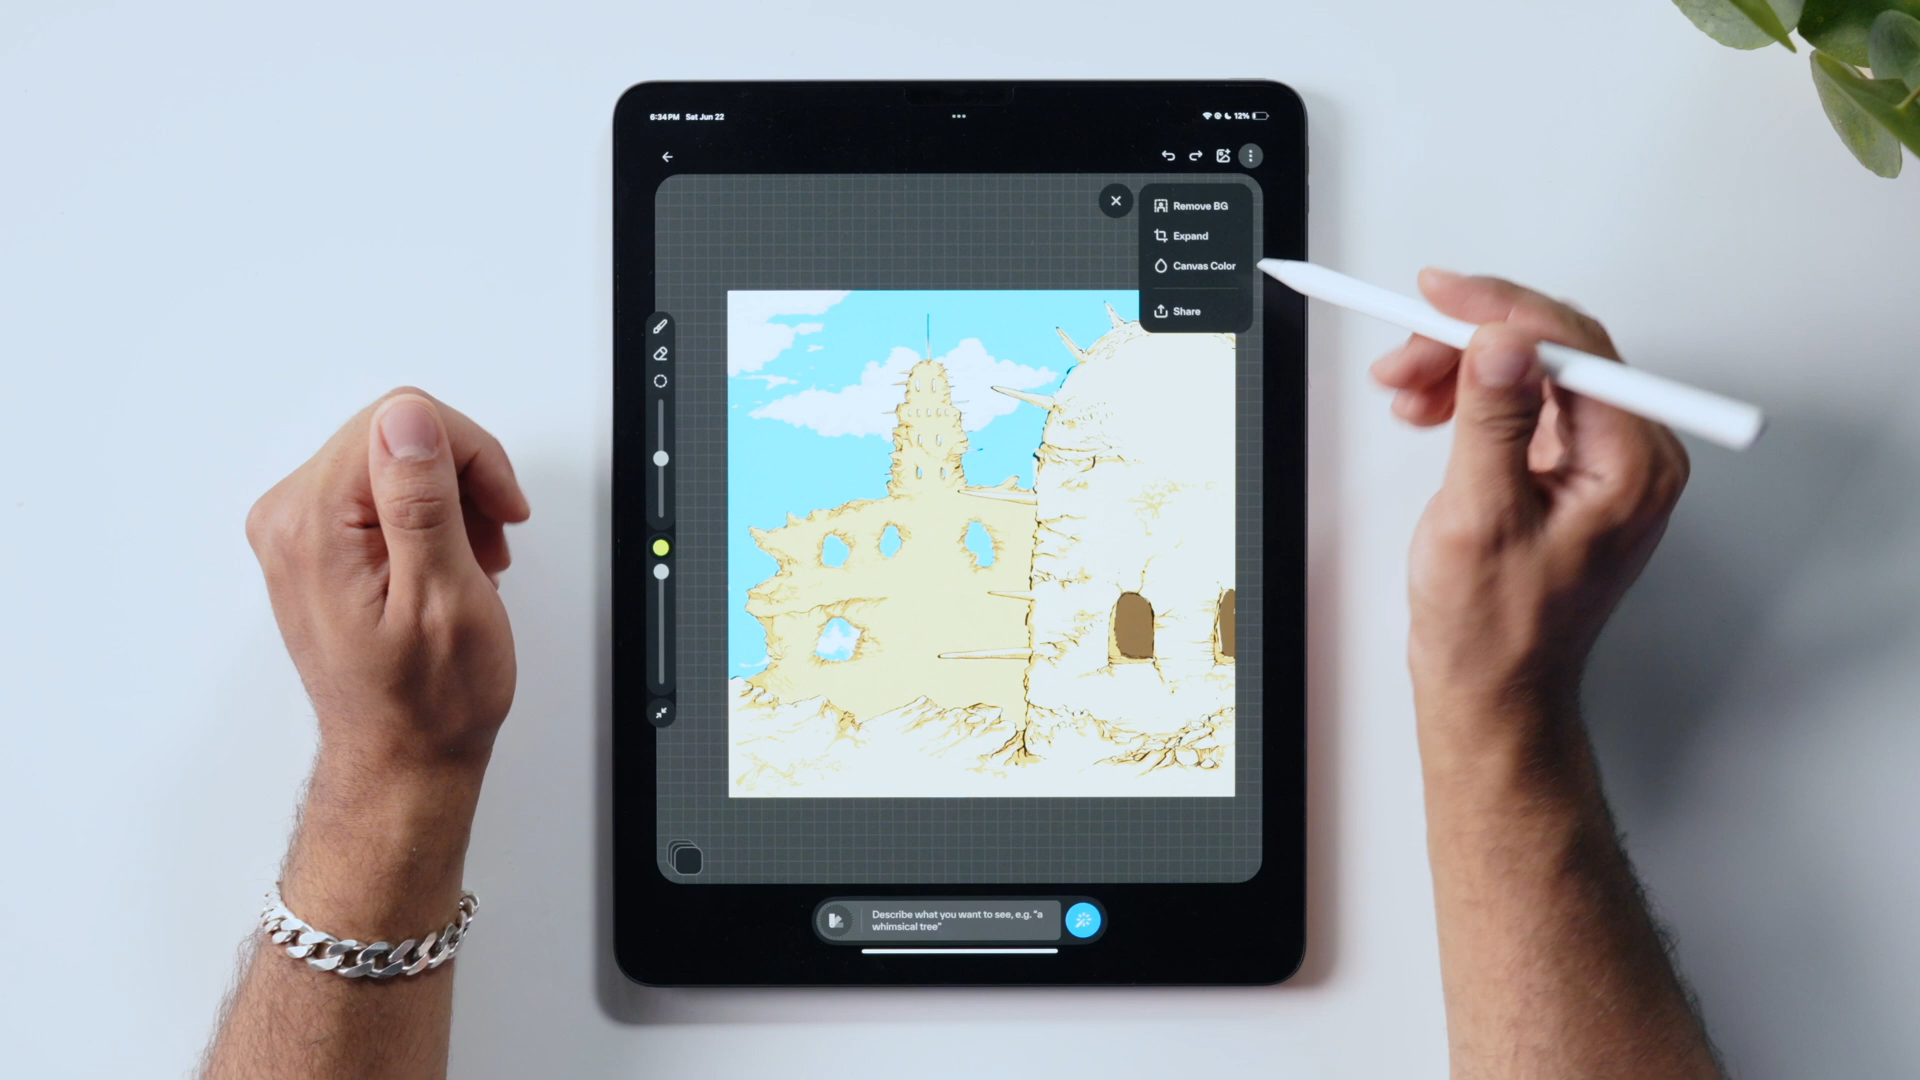 6:34 PM Sat Jun 22
12%
Remove BG
Expand
Canvas Color
Share
Describe what you want to see, e.g. "a
whimsical tree"